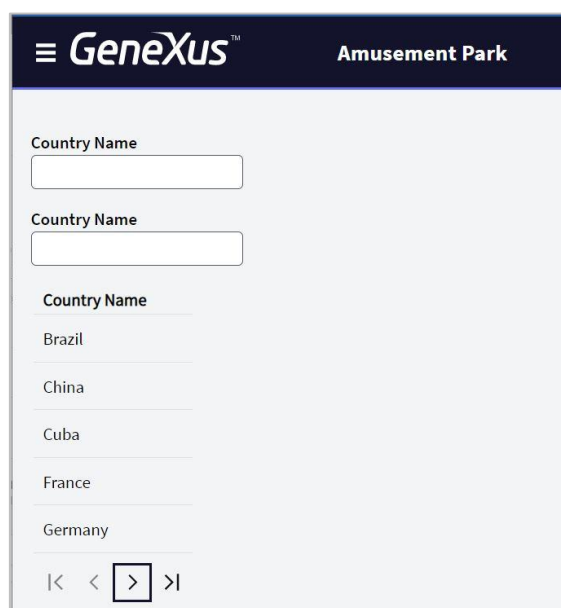 GeneXus™
Amusement Park
Country Name
Country Name
Country Name
Brazil
China
Cuba
France
Germany